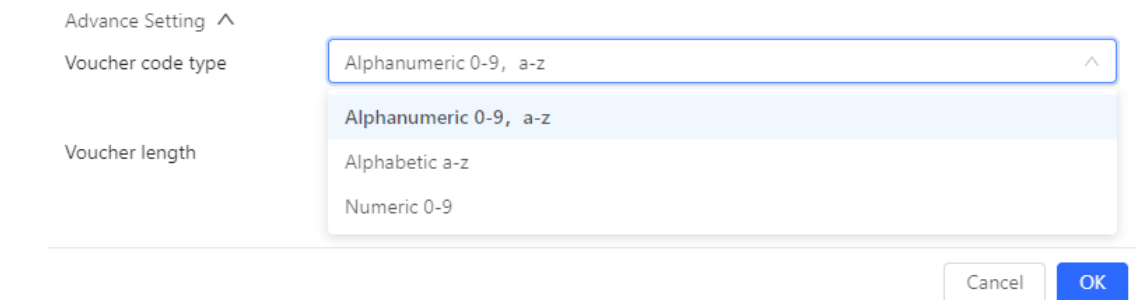 Advance Setting
Voucher code type
Alphanumeric 0-9，a-z
Alphanumeric 0-9，a-z
Voucher length
Alphabetic a-z
Numeric 0-9
Cancel
OK